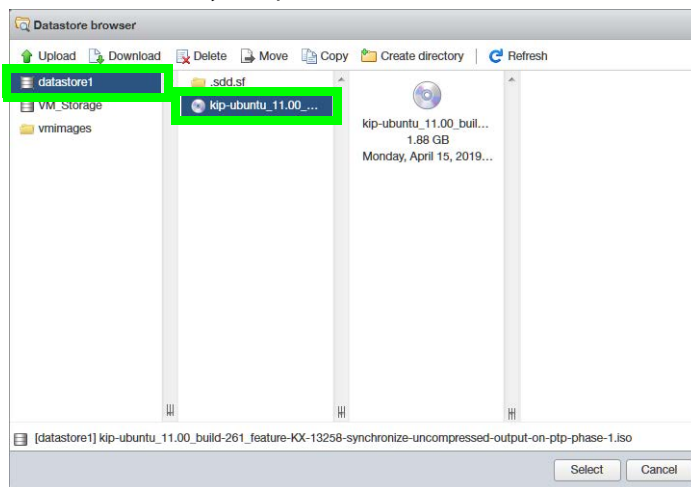 Datastore browser
Upload Download Delete Move Copy Create directory Refresh
datastore1 .sdd.sf
VM_Storage kip-ubuntu_11.00_...
vmimages kip-ubuntu_11.00_buil...
1.88 GB
Monday, April 15, 2019...
[datastore1] kip-ubuntu_11.00_build-261_feature-KX-13258-synchronize-uncompressed-output-on-ptp-phase-1.iso
Select Cancel